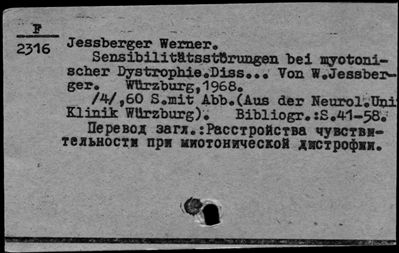 F
2316
Jessberger Werner.
Sensibilitätsstörungen bei myotoni-
scher Dystrophie.Diss... Von W.Jessber-
ger. Würzburg,1968.
/4/,60 S.mit Abb.(Aus der Neurol.Uni
Klinik Würzburg). Bibliogr.:S.41-58.
Перевод загл.:Расстройства чувстви-
тельности при миотонической дистрофии.